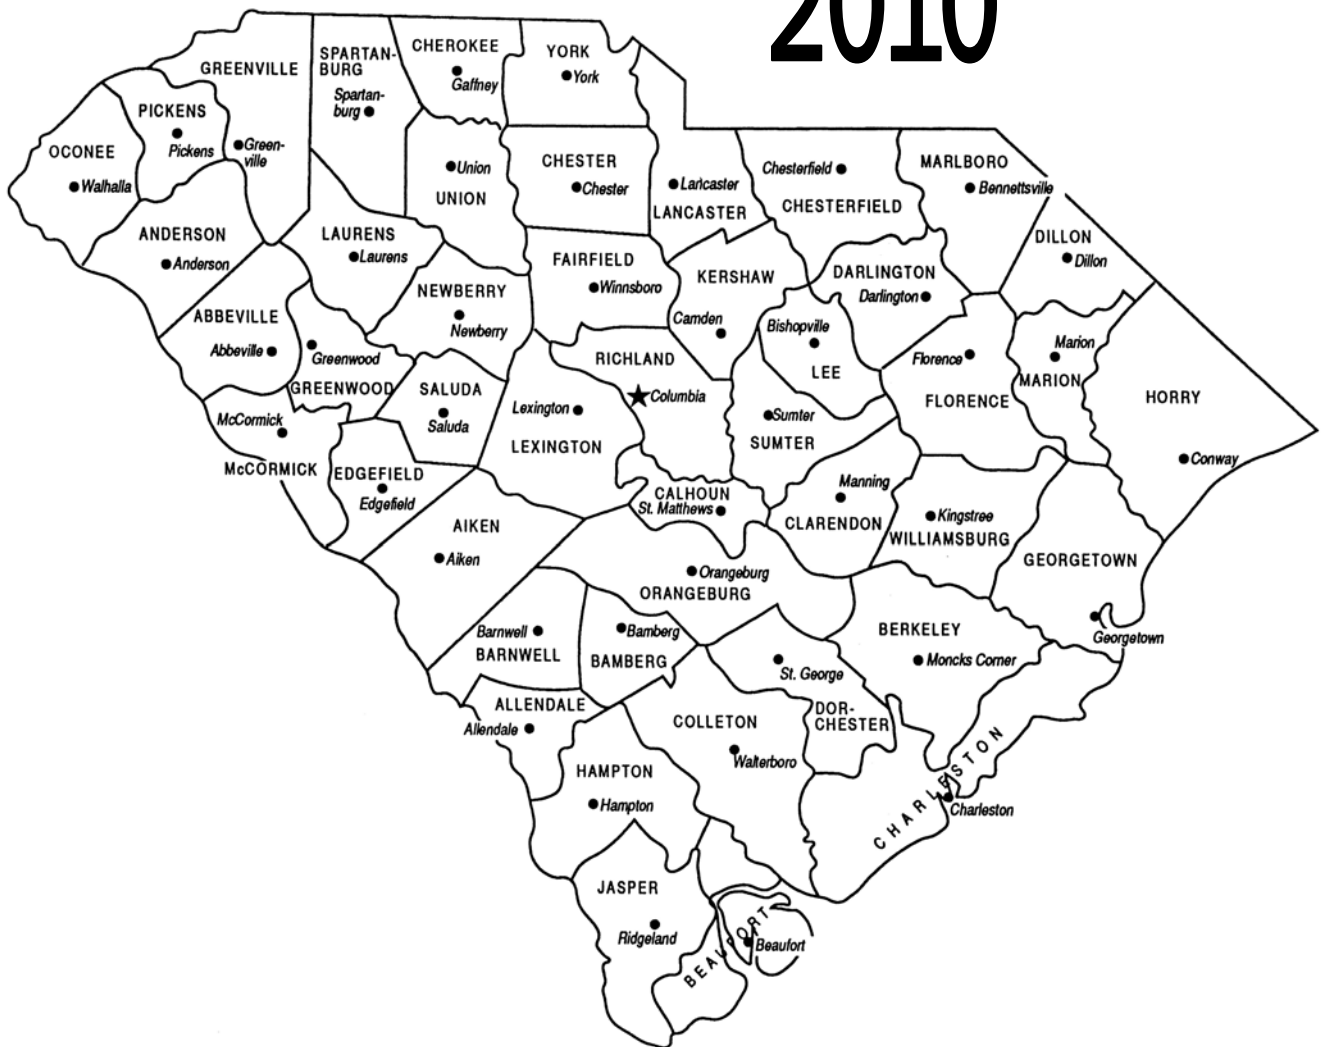 2010
SPARTAN-
BURG
CHEROKEE
YORK
GREENVILLE
Gaffney
York
Spartan-
burg
PICKENS
Pickens
Green-
ville
OCONEE
Walhalla
Union
UNION
CHESTER
Chester
Lancaster
LANCASTER
Chesterfield
CHESTERFIELD
MARLBORO
Bennettsville
ANDERSON
Anderson
LAURENS
Laurens
FAIRFIELD
Winnsboro
KERSHAW
Camden
DARLINGTON
Darlington
DILLON
Dillon
NEWBERRY
Newberry
ABBEVILLE
Abbeville
Greenwood
GREENWOOD
SALUDA
Saluda
RICHLAND
Columbia
Bishopville
LEE
Florence
FLORENCE
Marion
MARION
HORRY
Conway
McCormick
McCORMICK
Lexington
LEXINGTON
Sumter
SUMTER
EDGEFIELD
Edgefield
CALHOUN
St. Matthews
Manning
CLARENDON
Kingstree
WILLIAMSBURG
AIKEN
Aiken
Orangeburg
ORANGEBURG
GEORGETOWN
Georgetown
Barnwell
BARNWELL
Bamberg
BAMBERG
BERKELEY
Moncks Corner
St. George
DOR-
CHESTER
ALLENDALE
Allendale
COLLETON
Walterboro
HAMPTON
Hampton
CHARLESTON
Charleston
JASPER
Ridgeland
BEAUFORT
Beaufort